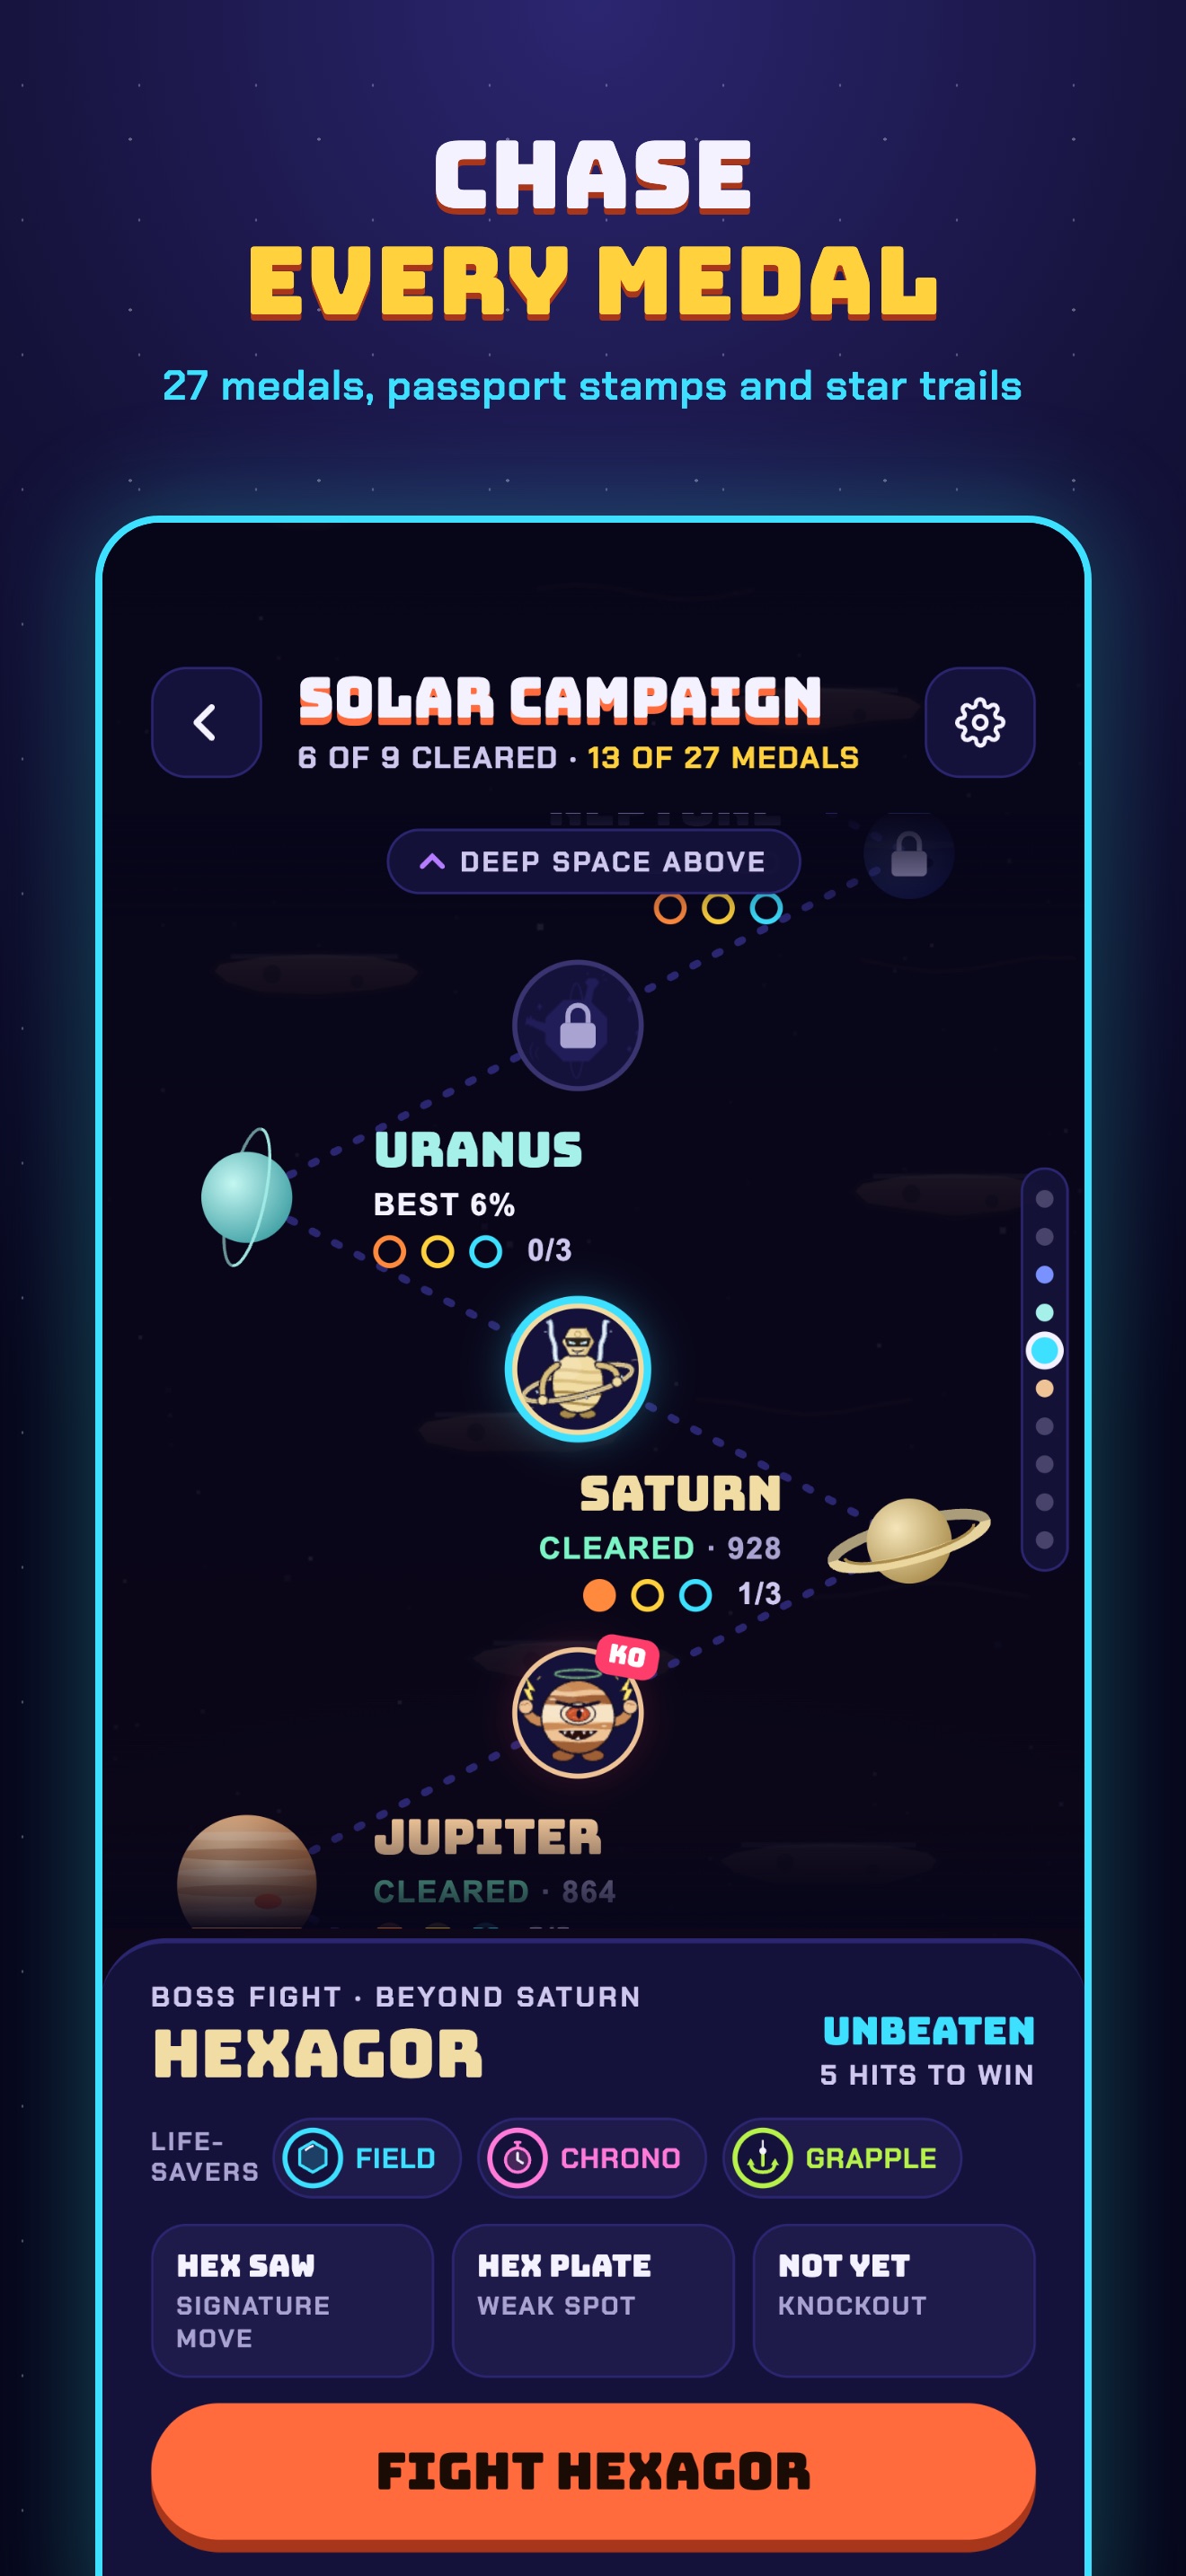 CHASE
EVERY MEDAL
27 medals, passport stamps and star trails
SOLAR CAMPAIGN
6 OF 9 CLEARED · 13 OF 27 MEDALS
DEEP SPACE ABOVE
URANUS
BEST 6%
0/3
SATURN
CLEARED · 928
1/3
KO
JUPITER
CLEARED · 864
BOSS FIGHT · BEYOND SATURN
HEXAGOR
UNBEATEN
5 HITS TO WIN
LIFE-
SAVERS
FIELD
CHRONO
GRAPPLE
HEX SAW
SIGNATURE
MOVE
HEX PLATE
WEAK SPOT
NOT YET
KNOCKOUT
FIGHT HEXAGOR